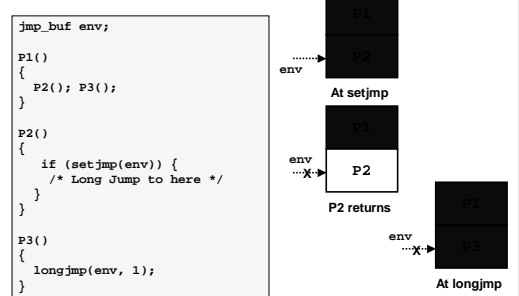 jmp_buf env;
P1()
{
P2(); P3();
}
P2()
{
if (setjmp(env)) {
/* Long Jump to here */
}
}
P3()
{
longjmp(env, 1);
}
P1
P2
env
At setjmp
P1
env
X
P2
P2 returns
P1
env
X
P3
At longjmp